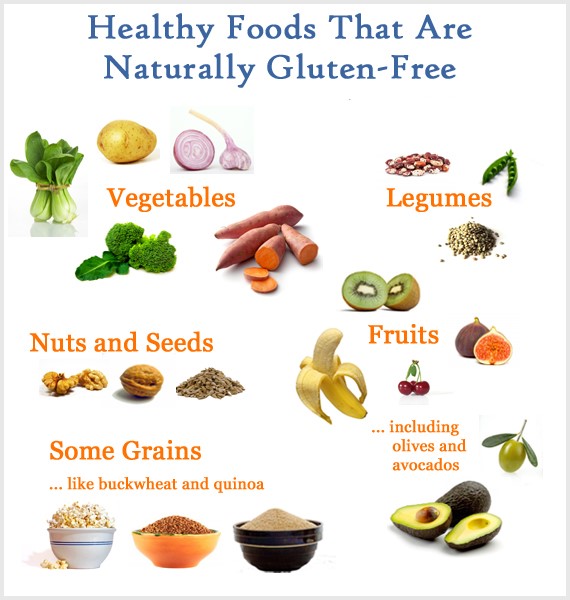 Healthy Foods That Are
Naturally Gluten-Free
Vegetables
Legumes
Nuts and Seeds
Fruits
... including
olives and
avocados
Some Grains
... like buckwheat and quinoa